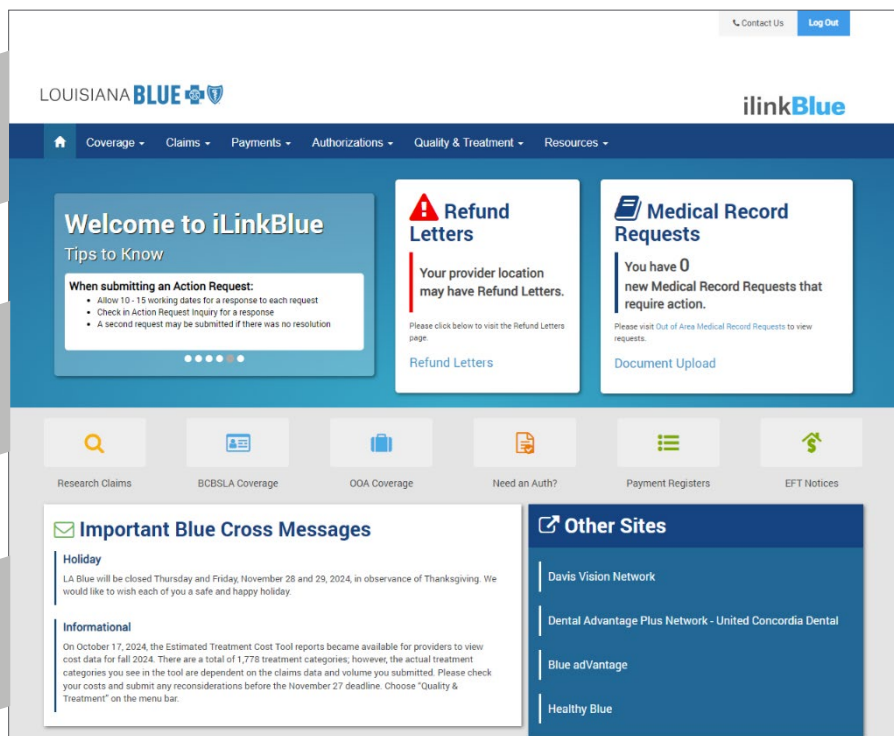 Contact Us
Log Out
LOUISIANA BLUE
ilinkBlue
Coverage
Claims
Payments
Authorizations
Quality & Treatment
Resources
Welcome to iLinkBlue
Tips to Know
When submitting an Action Request:
• Allow 10 - 15 working dates for a response to each request
• Check in Action Request Inquiry for a response
• A second request may be submitted if there was no resolution
Refund
Letters
Your provider location
may have Refund Letters.
Please click below to visit the Refund Letters
page.
Refund Letters
Medical Record
Requests
You have 0
new Medical Record Requests that
require action.
Please visit Out of Area Medical Record Requests to view
requests.
Document Upload
Research Claims
BCBSLA Coverage
OOA Coverage
Need an Auth?
Payment Registers
EFT Notices
Important Blue Cross Messages
Holiday
LA Blue will be closed Thursday and Friday, November 28 and 29, 2024, in observance of Thanksgiving. We
would like to wish each of you a safe and happy holiday.
Informational
On October 17, 2024, the Estimated Treatment Cost Tool reports became available for providers to view
cost data for fall 2024. There are a total of 1,778 treatment categories; however, the actual treatment
categories you see in the tool are dependent on the claims data and volume you submitted. Please check
your costs and submit any reconsiderations before the November 27 deadline. Choose “Quality &
Treatment” on the menu bar.
Other Sites
Davis Vision Network
Dental Advantage Plus Network - United Concordia Dental
Blue adVantage
Healthy Blue